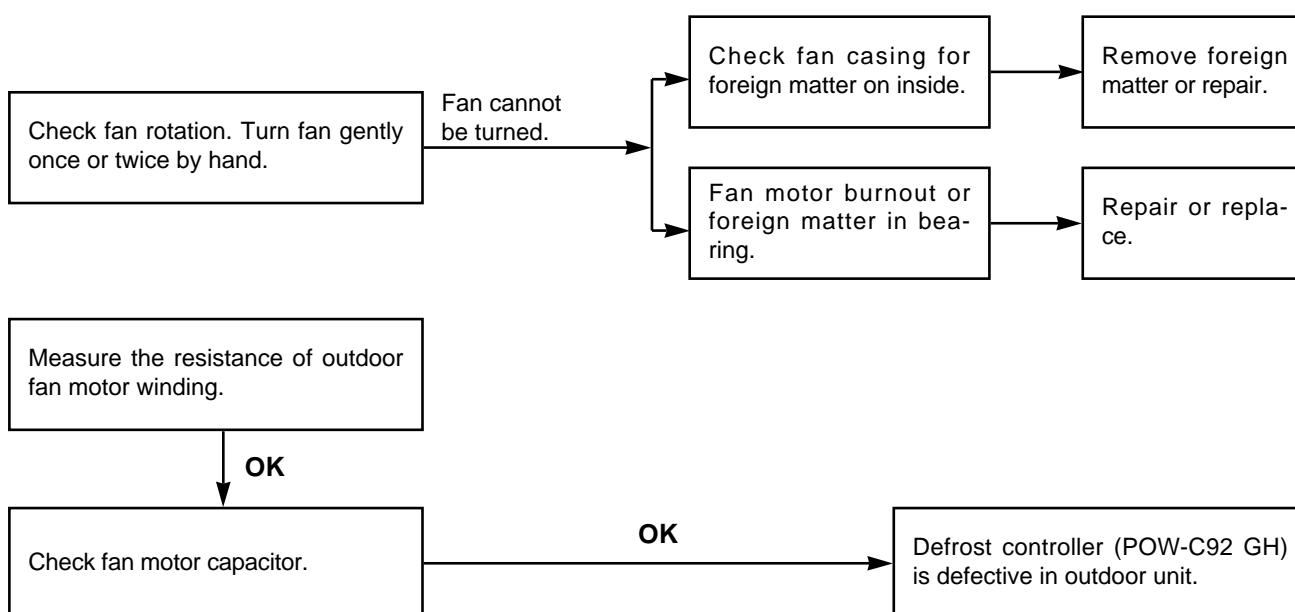 Check fan rotation. Turn fan gently
once or twice by hand.
Fan cannot
be turned.
Check fan casing for
foreign matter on inside.
Remove foreign
matter or repair.
Fan motor burnout or
foreign matter in bea-
ring.
Repair or repla-
ce.
Measure the resistance of outdoor
fan motor winding.
OK
Check fan motor capacitor.
OK
Defrost controller (POW-C92 GH)
is defective in outdoor unit.